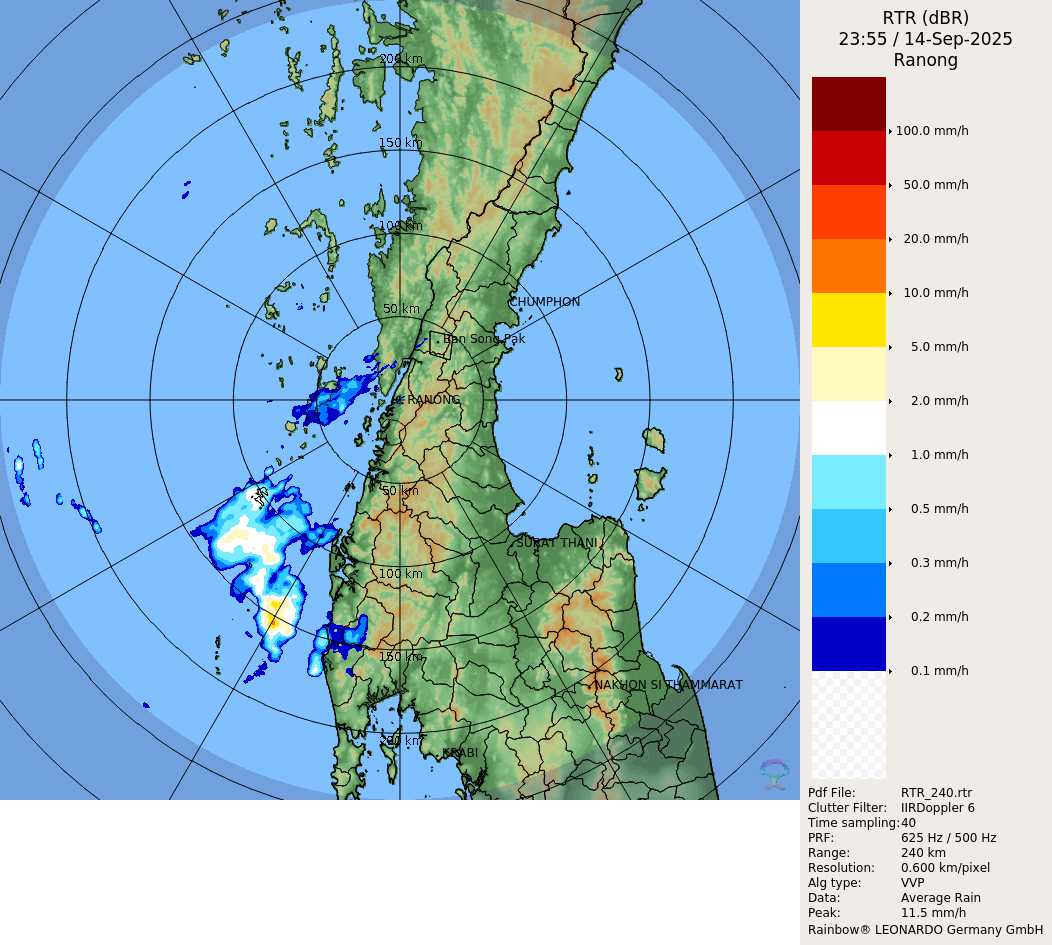 200 km
150 km
100 km
50 km
CHUMPHON
Ban Song Pak
RANONG
50 km
SURAT THANI
100 km
150 km
NAKHON SI THAMMARAT
200 km
KRABI
RTR (dBR)
23:55 / 14-Sep-2025
Ranong
100.0 mm/h
50.0 mm/h
20.0 mm/h
10.0 mm/h
5.0 mm/h
2.0 mm/h
1.0 mm/h
0.5 mm/h
0.3 mm/h
0.2 mm/h
0.1 mm/h
Pdf File: RTR_240.rtr
Clutter Filter: IIRDoppler 6
Time sampling:40
PRF: 625 Hz / 500 Hz
Range: 240 km
Resolution: 0.600 km/pixel
Alg type: VVP
Data: Average Rain
Peak: 11.5 mm/h
Rainbow® LEONARDO Germany GmbH